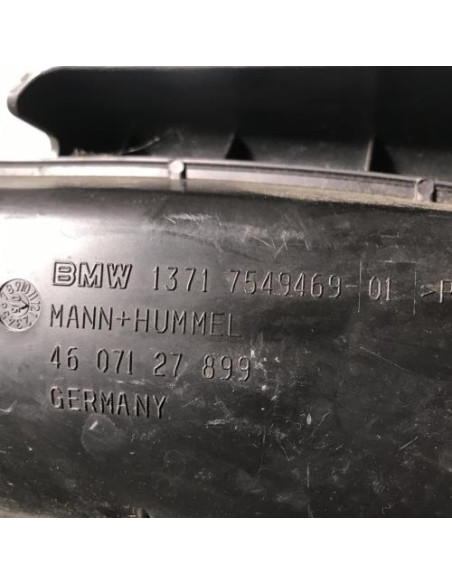 BMW 1371 7549469 01 >P
MANN+HUMMEL
46 071 27 899
GERMANY